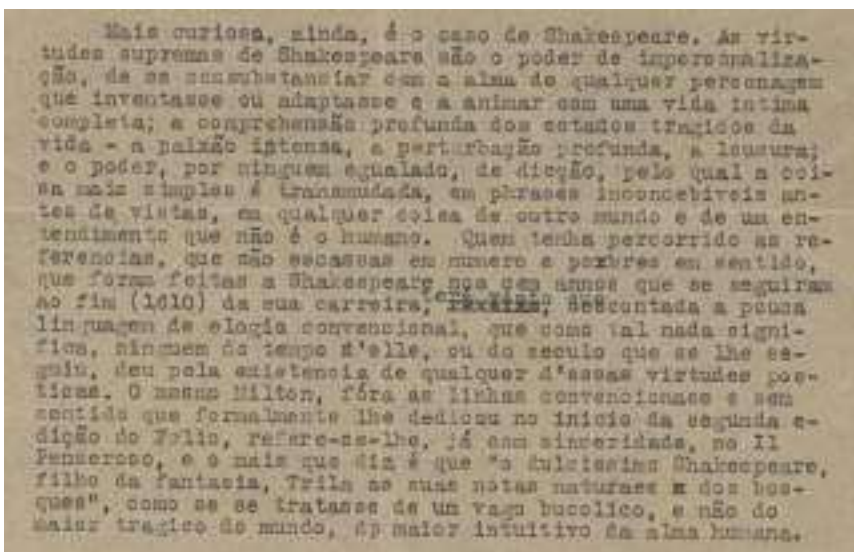 Mais curioso, ainda, é o caso de Shakespeare. As vir-
tudes supremas de Shakespeare são o poder de impersonaliza-
ção, de se consubstanciar com a alma de qualquer personagem
que inventasse ou adaptasse e a animar com uma vida intima
completa; a comprehensão profunda dos estados tragicos da
vida - a paixão intensa, a perturbação profunda, a loucura;
e o poder, por ninguem egualado, de dicção, pelo qual a coi-
sa mais simples é transmudada, em phrases inconcebiveis an-
tes de vistas, em qualquer coisa de outro mundo e de um en-
tendimento que não é o humano. Quem tenha percorrido as re-
ferencias, que são escassas em numero e pobres em sentido,
que foram feitas a Shakespeare nos cem annos que se seguiram
ao fim (1610) da sua carreira, descontada a pouca
linguagem de elogio convencional, que como tal nada signi-
fica, ninguem do tempo d'elle, ou do seculo que se lhe se-
guiu, deu pela existencia de qualquer d'essas virtudes poe-
ticas. O mesmo Milton, fóra as linhas convencionaes e sem
sentido que formalmente lhe dedicou no inicio da segunda e-
dição do Folio, refere-se-lhe, já com sinceridade, no Il
Penseroso, e o mais que diz é que "o dulcissimo Shakespeare,
filho da fantasia, Trila as suas notas naturaes dos bos-
ques", como se se tratasse de um vago bucolico, e não do
maior tragico do mundo, do maior intuitivo da alma humana.